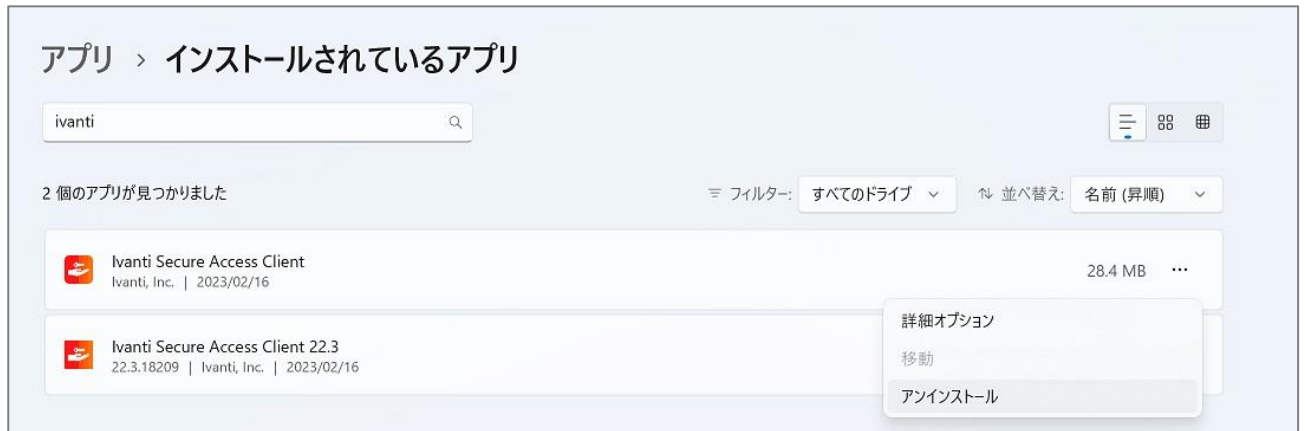 アプリ › インストールされているアプリ
ivanti
2 個のアプリが見つかりました
フィルター: すべてのドライブ 並べ替え: 名前 (昇順)
Ivanti Secure Access Client
Ivanti, Inc. | 2023/02/16
28.4 MB
詳細オプション
移動
アンインストール
Ivanti Secure Access Client 22.3
22.3.18209 | Ivanti, Inc. | 2023/02/16